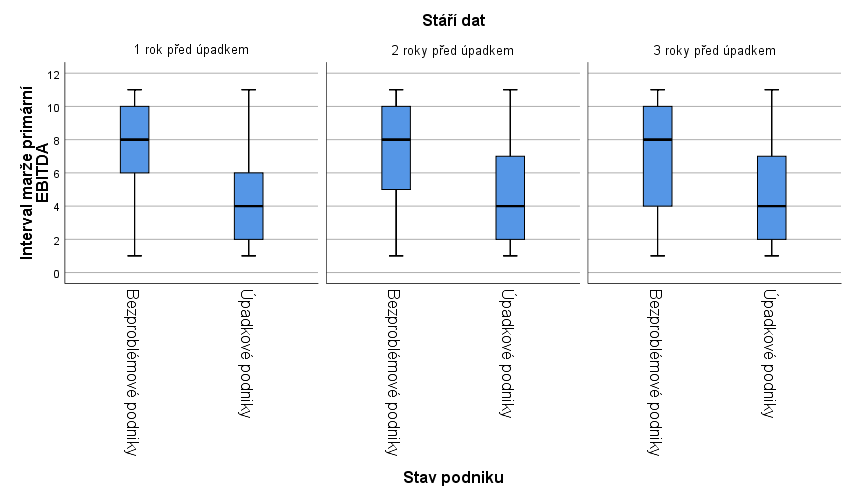 Stáří dat
1 rok před úpadkem
2 roky před úpadkem
3 roky před úpadkem
Interval marže primární
EBITDA
12
10
8
6
4
2
0
Bezproblémové podniky
Úpadkové podniky
Bezproblémové podniky
Úpadkové podniky
Bezproblémové podniky
Úpadkové podniky
Stav podniku